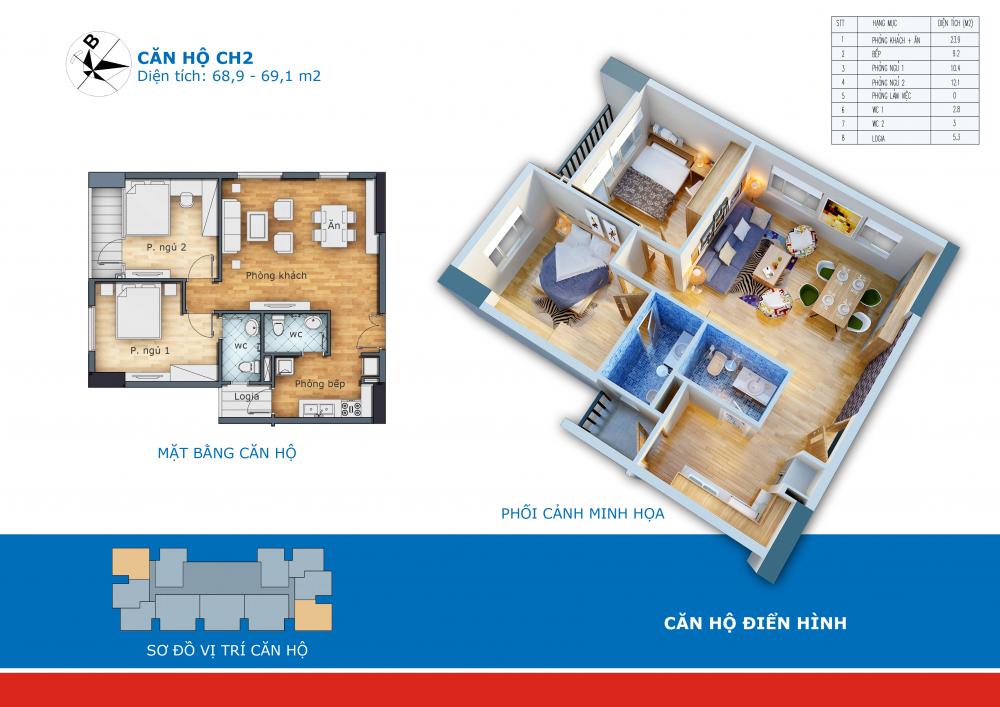 B
CĂN HỘ CH2
Diện tích: 68,9 - 69,1 m2
STT HẠNG MỤC DIỆN TÍCH (M2)
1 PHÒNG KHÁCH + ĂN 23.9
2 BẾP 9.2
3 PHÒNG NGỦ 1 10.4
4 PHÒNG NGỦ 2 12.1
5 PHÒNG LÀM VIỆC 0
6 WC 1 2.8
7 WC 2 3
8 LOGIA 5.3
P. ngủ 2
Ăn
Phòng khách
P. ngủ 1
wc
wc
Phòng bếp
Logia
MẶT BẰNG CĂN HỘ
PHỐI CẢNH MINH HỌA
SƠ ĐỒ VỊ TRÍ CĂN HỘ
CĂN HỘ ĐIỂN HÌNH